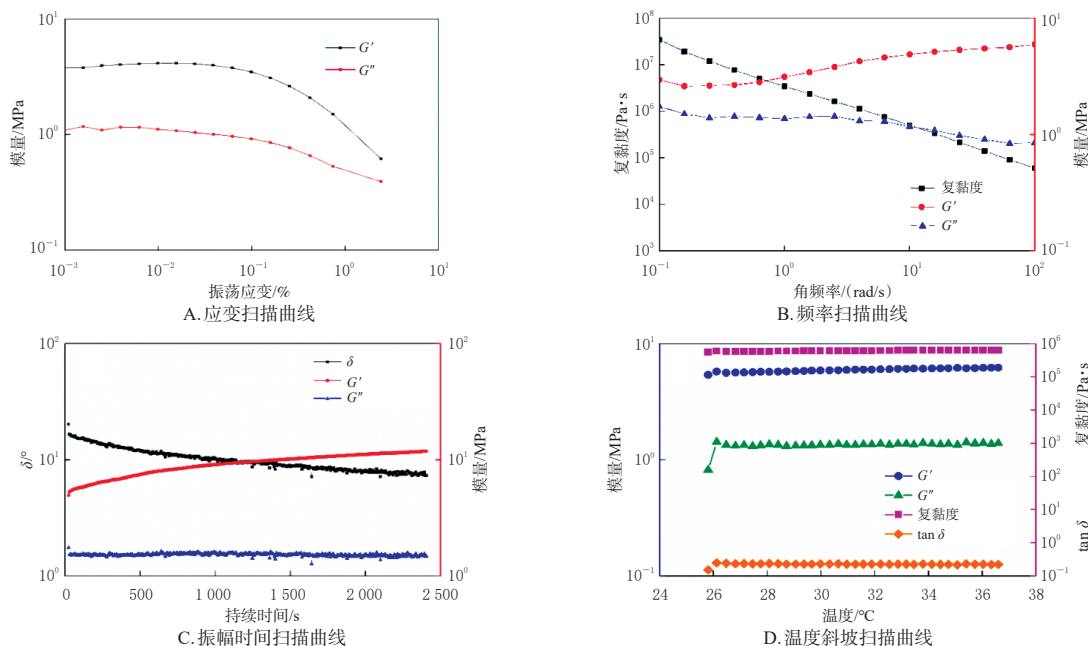 10¹
10⁰
10⁻¹
模量/MPa
10⁻³
10⁻²
10⁻¹
10⁰
10¹
振荡应变/%
G′
G″
A.应变扫描曲线
10⁸
10⁷
10⁶
10⁵
10⁴
10³
复黏度/Pa•s
10¹
10⁰
10⁻¹
模量/MPa
10⁻¹
10⁰
10¹
10²
角频率/(rad/s)
复黏度
G′
G″
B.频率扫描曲线
10²
10¹
10⁰
δ/°
10²
10¹
10⁰
模量/MPa
0
500
1 000
1 500
2 000
2 500
持续时间/s
δ
G′
G″
C.振幅时间扫描曲线
10¹
10⁰
10⁻¹
模量/MPa
10⁶
10⁵
10⁴
10³
10²
10¹
10⁰
10⁻¹
复黏度/Pa•s
tan δ
24
26
28
30
32
34
36
38
温度/℃
G′
G″
复黏度
tan δ
D.温度斜坡扫描曲线